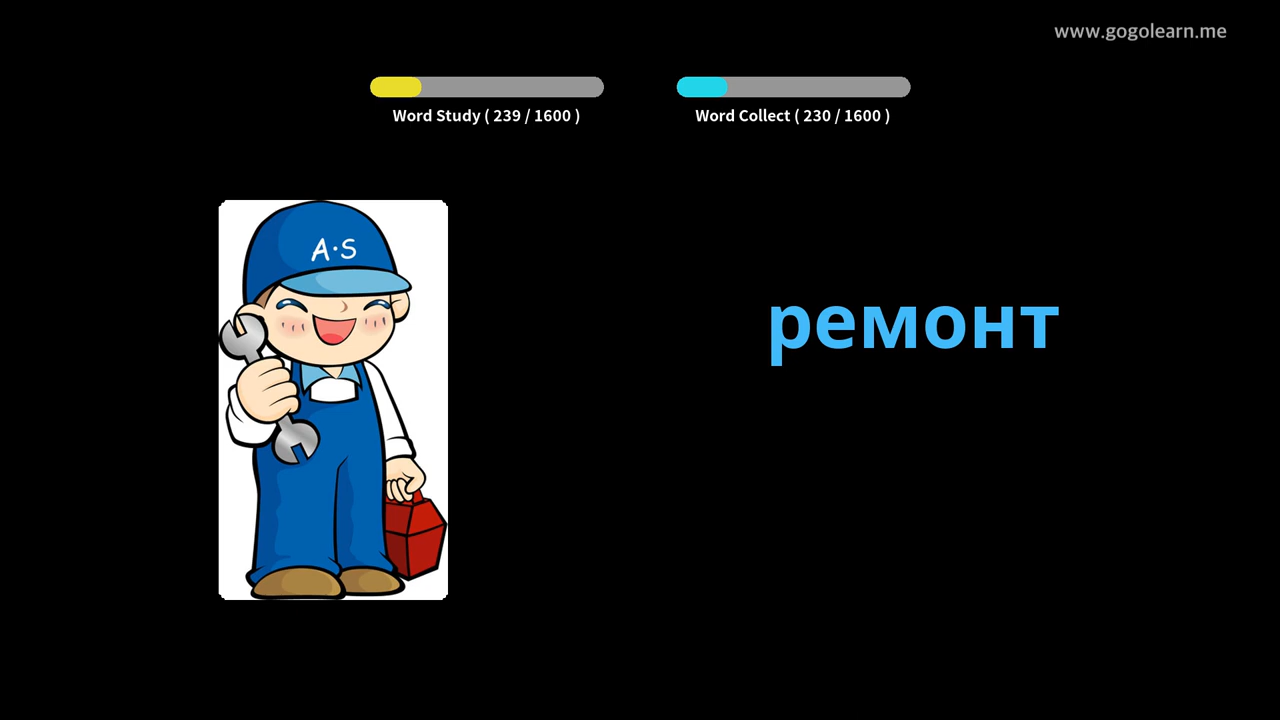 www.gogolearn.me
Word Study ( 239 / 1600 )
Word Collect ( 230 / 1600 )
A·S
ремонт